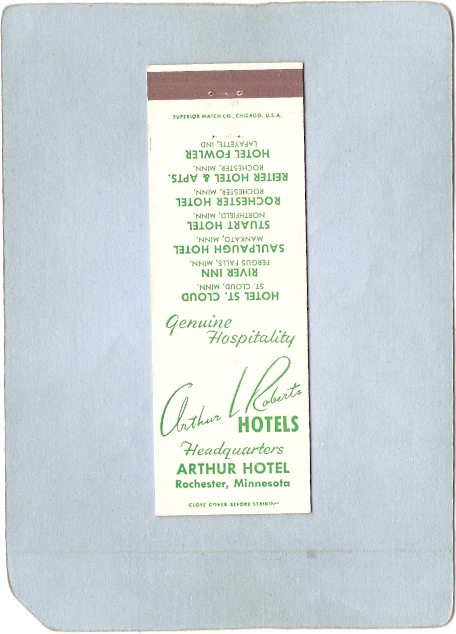 SUPERIOR MATCH CO., CHICAGO, U.S.A.
HOTEL ST. CLOUD
ST. CLOUD, MINN.
RIVER INN
FERGUS FALLS, MINN.
SAULPAUGH HOTEL
MANKATO, MINN.
STUART HOTEL
NORTHFIELD, MINN.
ROCHESTER HOTEL
ROCHESTER, MINN.
REITER HOTEL & APTS.
ROCHESTER, MINN.
HOTEL FOWLER
LAFAYETTE, IND
Genuine
Hospitality
Arthur L Roberts
HOTELS
Headquarters
ARTHUR HOTEL
Rochester, Minnesota
CLOSE COVER BEFORE STRIKING